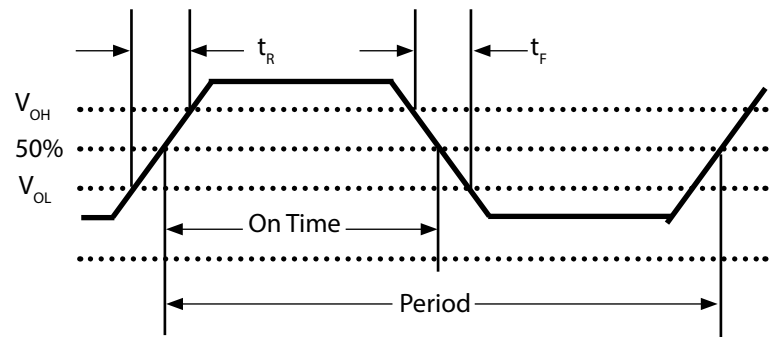 t_R
t_F
V_OH
50%
V_OL
On Time
Period